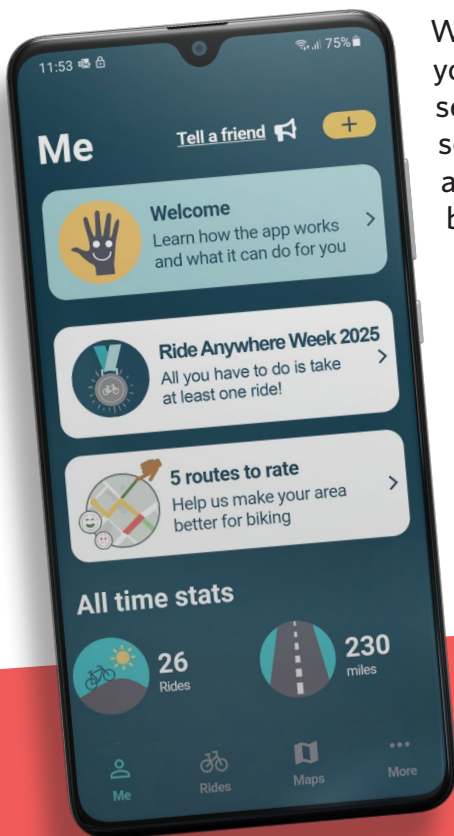 11:53
75%
Me
Tell a friend
+
Welcome
Learn how the app works
and what it can do for you
Ride Anywhere Week 2025
All you have to do is take
at least one ride!
5 routes to rate
Help us make your area
better for biking
All time stats
26
Rides
230
miles
Me
Rides
Maps
More